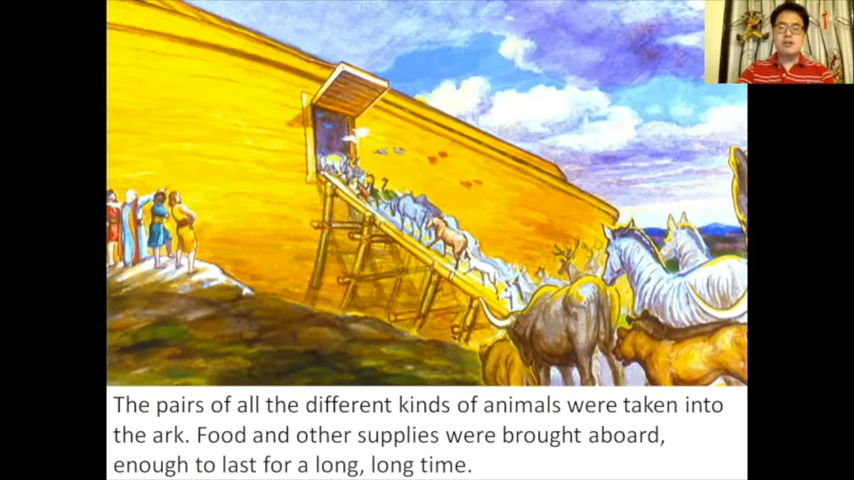 The pairs of all the different kinds of animals were taken into
the ark. Food and other supplies were brought aboard,
enough to last for a long, long time.